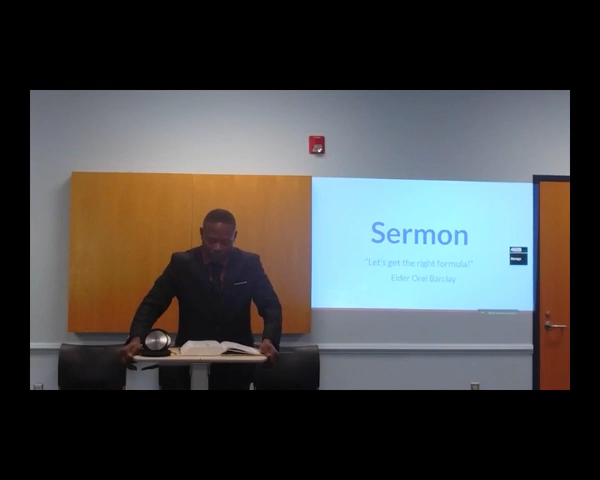 Sermon
"Let's get the right formula!"
Elder Orel Barclay